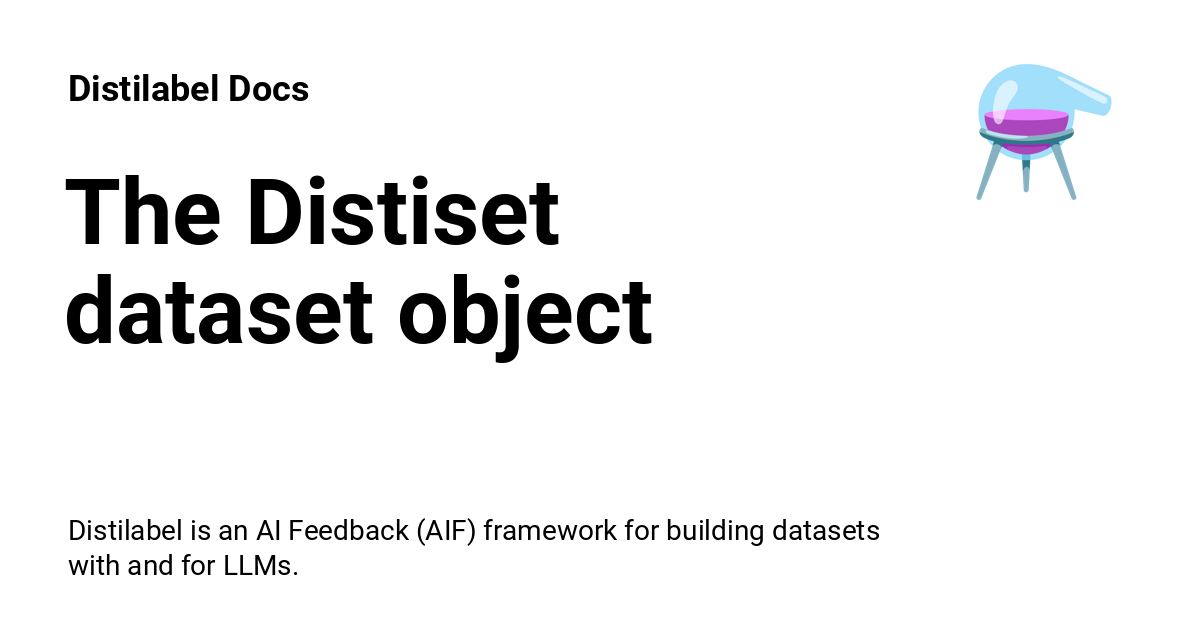 Distilabel Docs
The Distiset
dataset object
Distilabel is an AI Feedback (AIF) framework for building datasets
with and for LLMs.